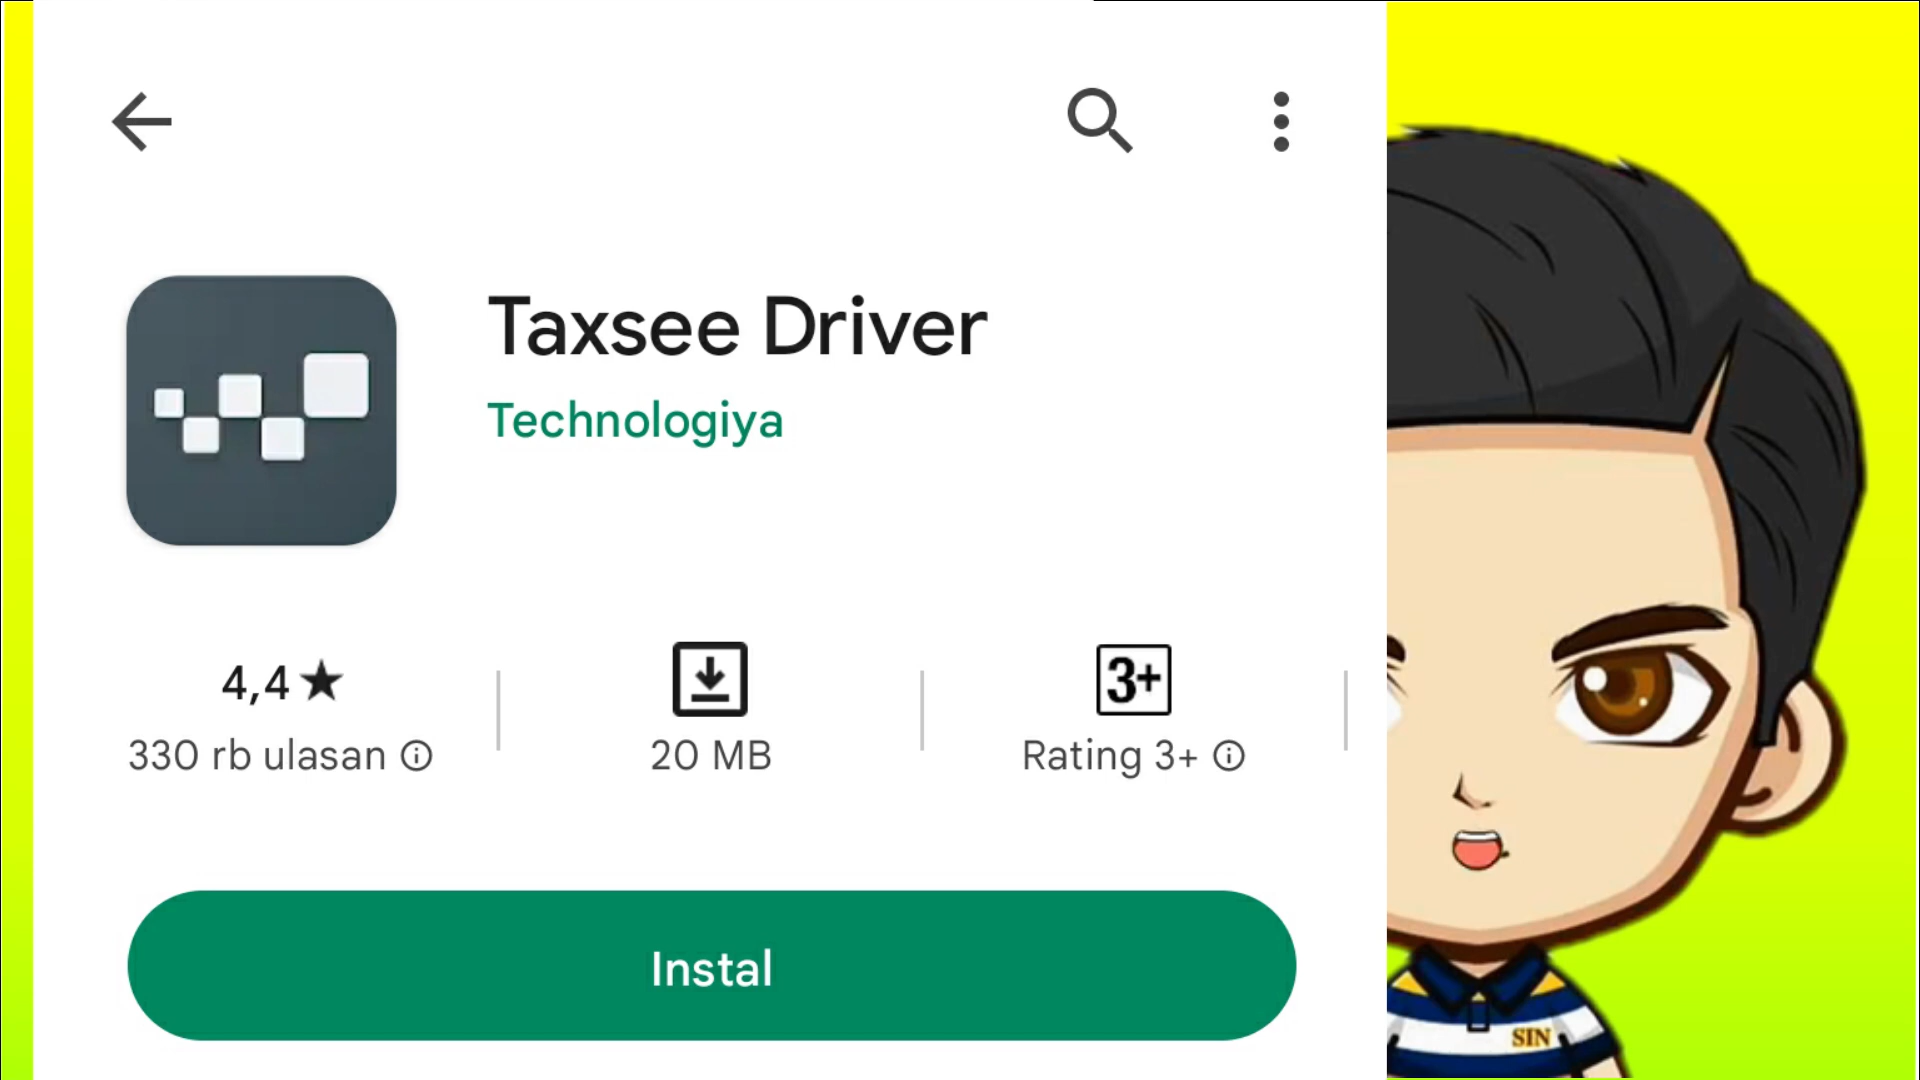 Taxsee Driver
Technologiya
4,4★
330 rb ulasan
20 MB
3+
Rating 3+
Instal
SIN